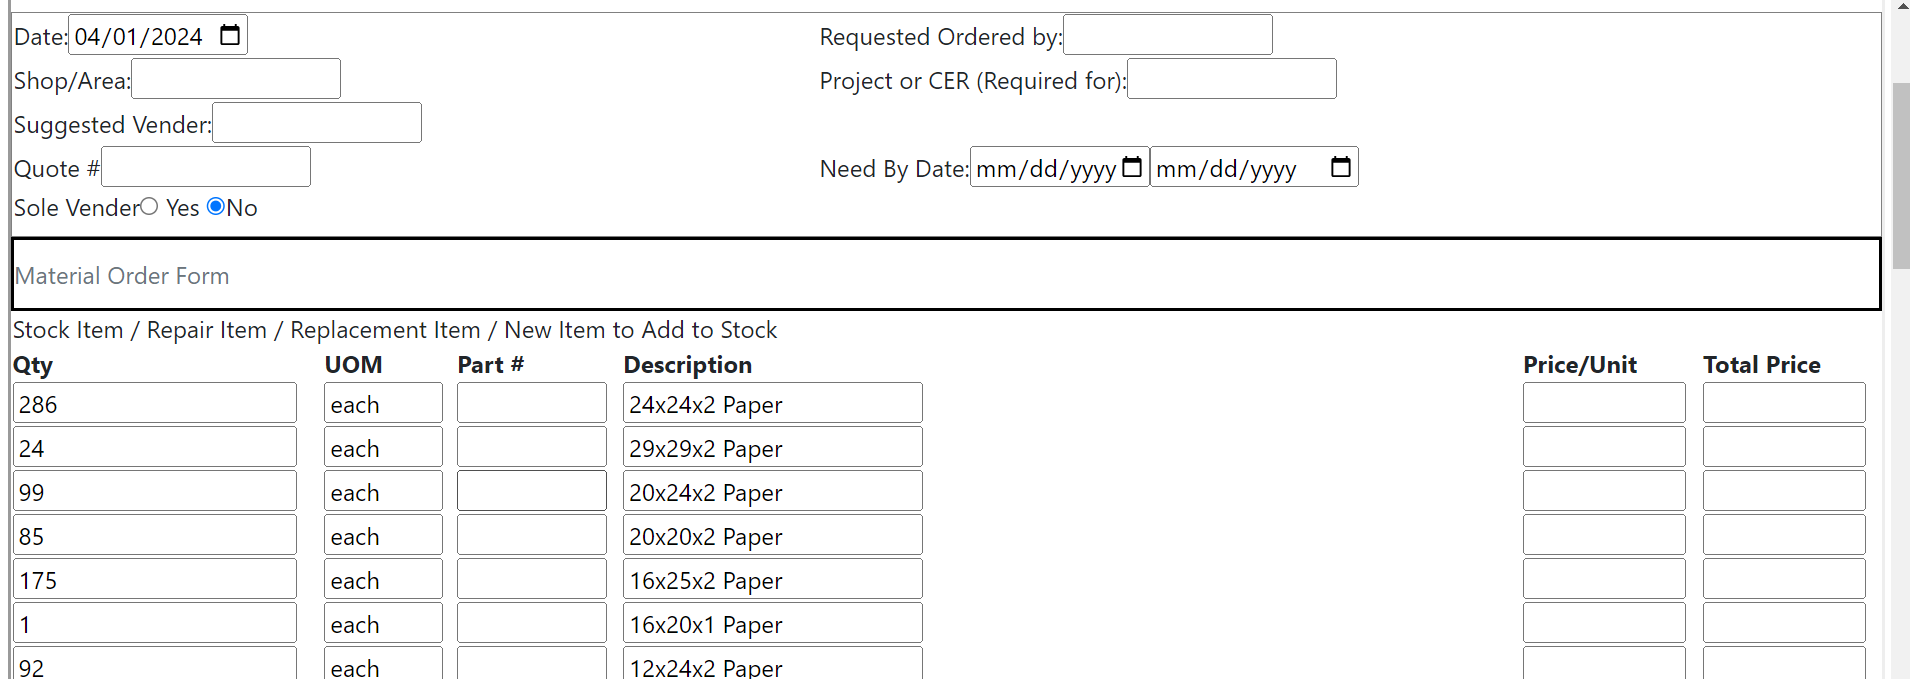 Date: 04/01/2024 Requested Ordered by:
Shop/Area: Project or CER (Required for):
Suggested Vender:
Quote # Need By Date: mm/dd/yyyy mm/dd/yyyy
Sole Vender Yes No
Material Order Form
Stock Item / Repair Item / Replacement Item / New Item to Add to Stock
Qty UOM Part # Description Price/Unit Total Price
286 each 24x24x2 Paper
24 each 29x29x2 Paper
99 each 20x24x2 Paper
85 each 20x20x2 Paper
175 each 16x25x2 Paper
1 each 16x20x1 Paper
92 each 12x24x2 Paper